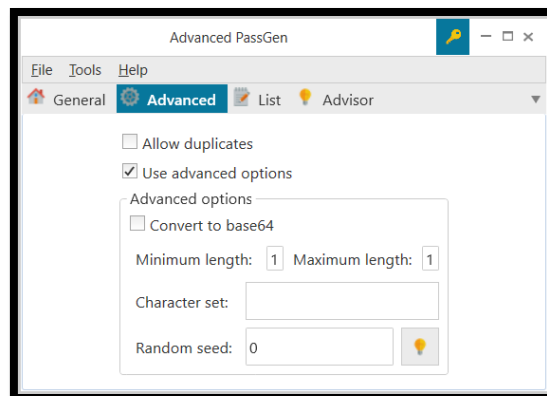 Advanced PassGen
File Tools Help
General Advanced List Advisor
Allow duplicates
Use advanced options
Advanced options
Convert to base64
Minimum length: 1 Maximum length: 1
Character set:
Random seed: 0